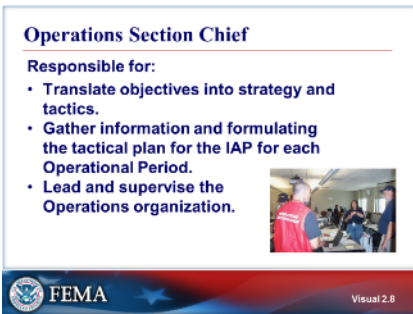 Operations Section Chief
Responsible for:
• Translate objectives into strategy and
tactics.
• Gather information and formulating
the tactical plan for the IAP for each
Operational Period.
• Lead and supervise the
Operations organization.
FEMA
Visual 2.8